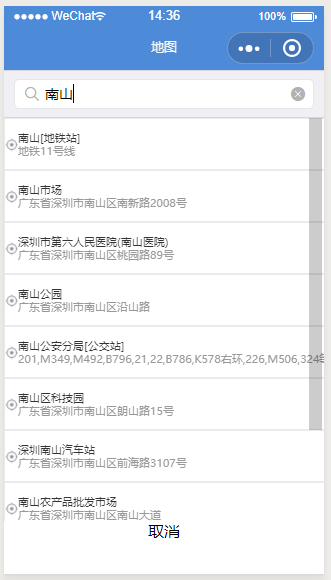 WeChat 14:36 100%
地图
南山
南山[地铁站]
地铁11号线
南山市场
广东省深圳市南山区南新路2008号
深圳市第六人民医院(南山医院)
广东省深圳市南山区桃园路89号
南山公园
广东省深圳市南山区沿山路
南山公安分局[公交站]
201,M349,M492,B796,21,22,B786,K578右环,226,M506,324
南山区科技园
广东省深圳市南山区朗山路15号
深圳南山汽车站
广东省深圳市南山区前海路3107号
南山农产品批发市场
广东省深圳市南山区南山大道
取消